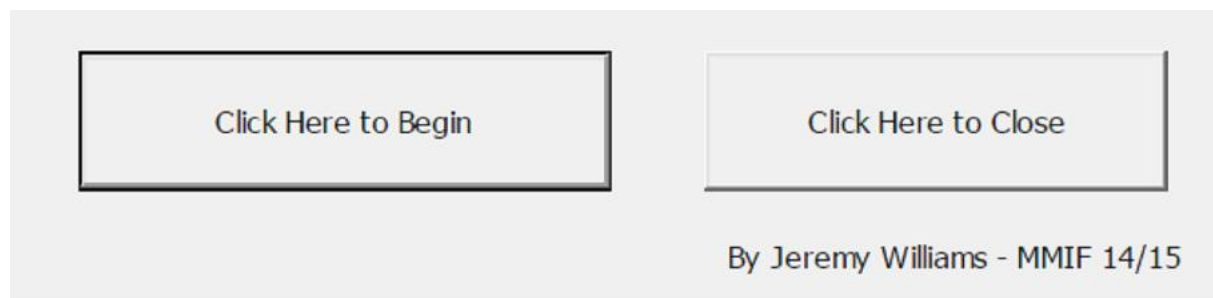 Click Here to Begin
Click Here to Close
By Jeremy Williams - MMIF 14/15